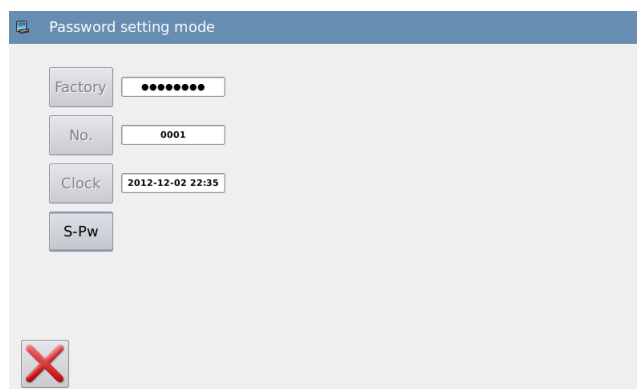 Password setting mode
Factory ●●●●●●●●
No. 0001
Clock 2012-12-02 22:35
S-Pw